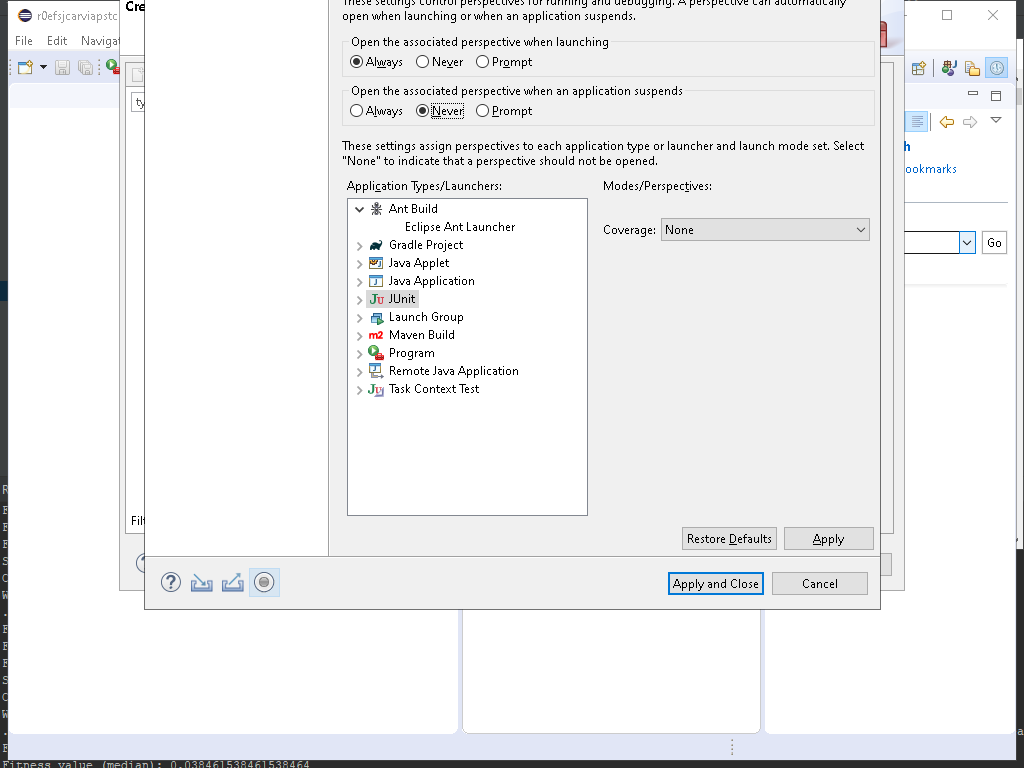 r0efsjcarviapstc
Cre
These settings control perspectives for running and debugging. A perspective can automatically
open when launching or when an application suspends.
File Edit Naviga
Open the associated perspective when launching
Always Never Prompt
Open the associated perspective when an application suspends
ty
Always Never Prompt
These settings assign perspectives to each application type or launcher and launch mode set. Select
"None" to indicate that a perspective should not be opened.
h
ookmarks
Application Types/Launchers:
Modes/Perspectives:
Ant Build
Eclipse Ant Launcher
Coverage: None
Gradle Project
Go
Java Applet
Java Application
Ju JUnit
Launch Group
m2 Maven Build
Program
Remote Java Application
Task Context Test
Filt
Restore Defaults Apply
Apply and Close Cancel
Fitness value (median): 0.038461538461538464